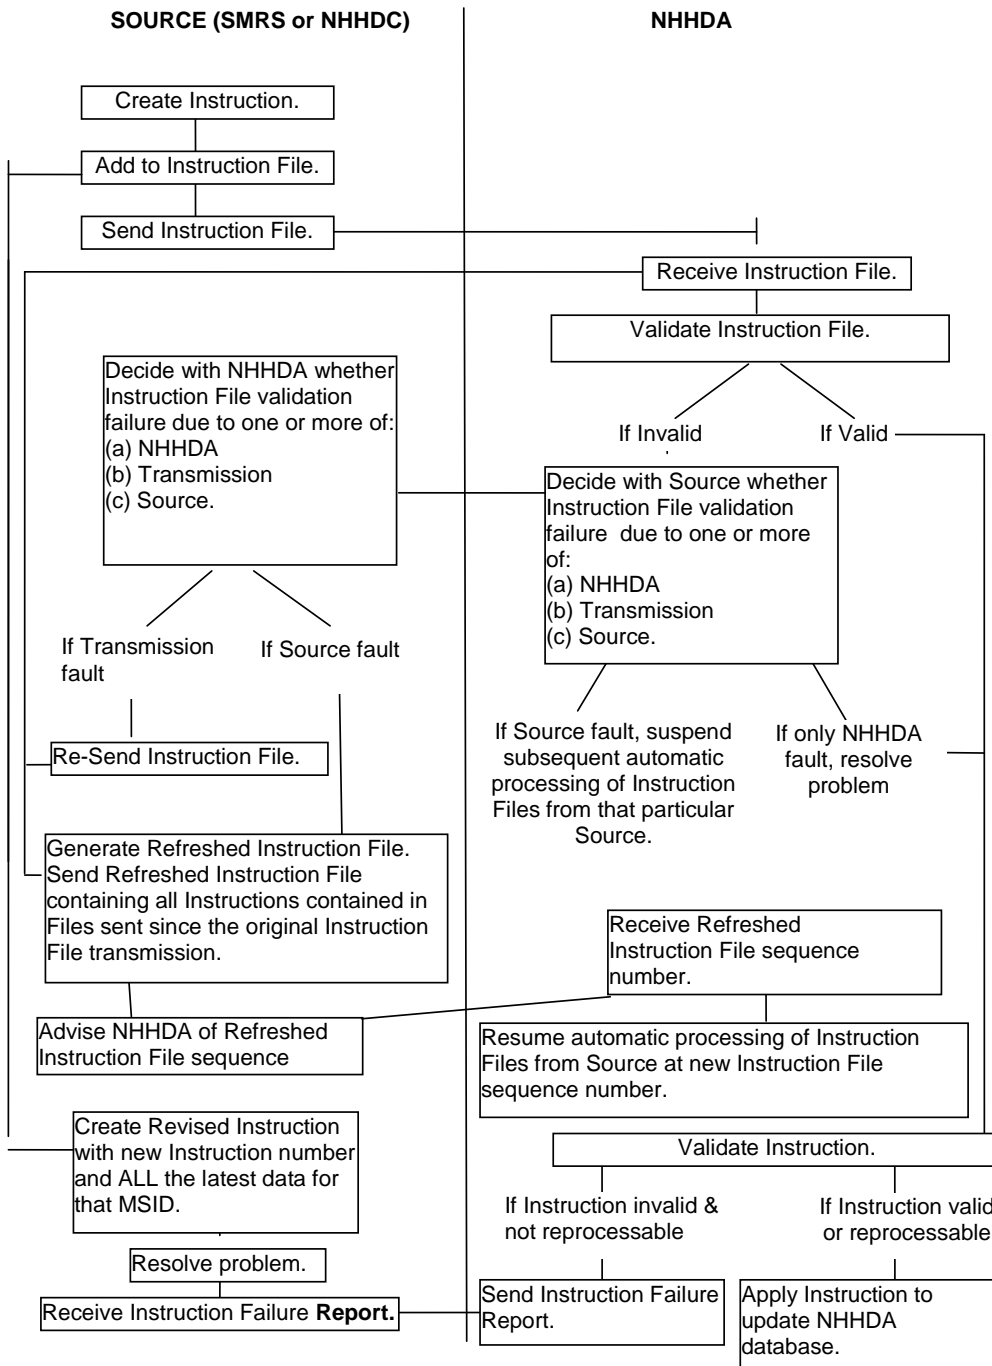 SOURCE (SMRS or NHHDC)
NHHDA
Create Instruction.
Add to Instruction File.
Send Instruction File.
Receive Instruction File.
Validate Instruction File.
Decide with NHHDA whether
Instruction File validation
failure due to one or more of:
(a) NHHDA
(b) Transmission
(c) Source.
If Invalid
If Valid
Decide with Source whether
Instruction File validation
failure due to one or more
of:
(a) NHHDA
(b) Transmission
(c) Source.
If Transmission
fault
If Source fault
Re-Send Instruction File.
If Source fault, suspend
subsequent automatic
processing of Instruction
Files from that particular
Source.
If only NHHDA
fault, resolve
problem
Generate Refreshed Instruction File.
Send Refreshed Instruction File
containing all Instructions contained in
Files sent since the original Instruction
File transmission.
Receive Refreshed
Instruction File sequence
number.
Advise NHHDA of Refreshed
Instruction File sequence
Resume automatic processing of Instruction
Files from Source at new Instruction File
sequence number.
Create Revised Instruction
with new Instruction number
and ALL the latest data for
that MSID.
Validate Instruction.
If Instruction invalid &
not reprocessable
If Instruction valid
or reprocessable
Resolve problem.
Receive Instruction Failure Report.
Send Instruction Failure
Report.
Apply Instruction to
update NHHDA
database.